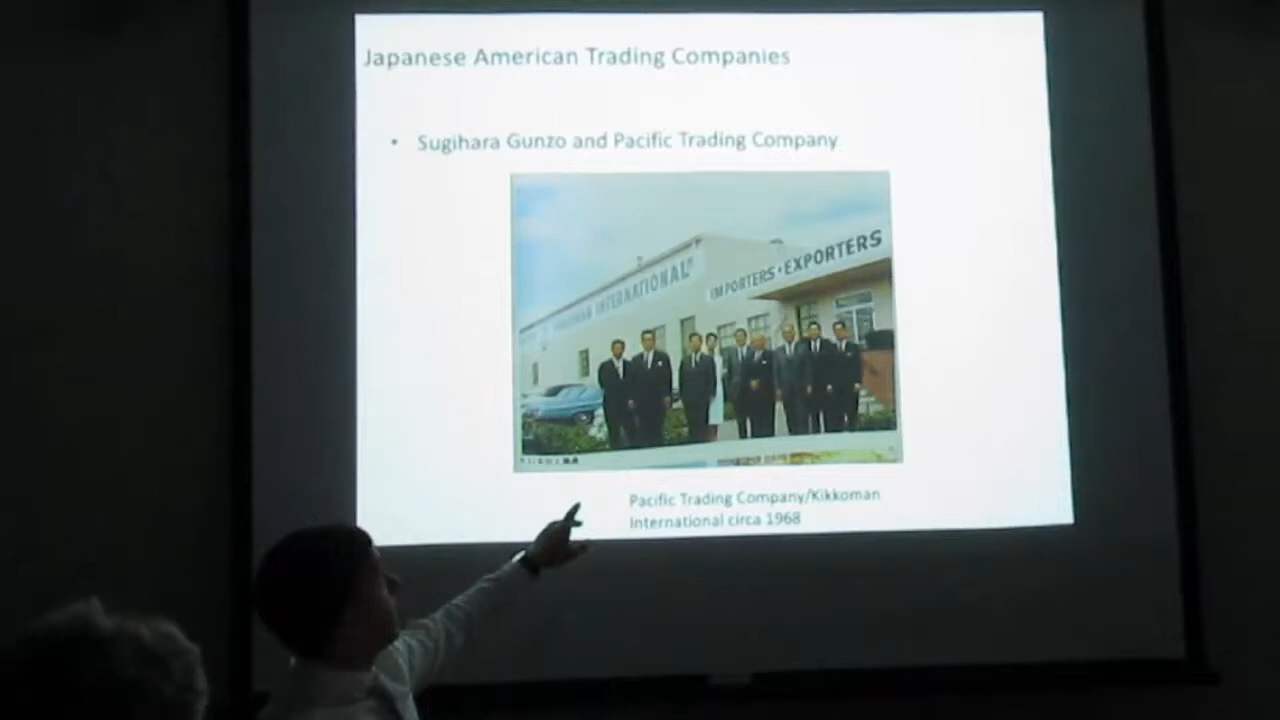 Japanese American Trading Companies
• Sugihara Gunzo and Pacific Trading Company
INTERNATIONAL
IMPORTERS • EXPORTERS
Pacific Trading Company/Kikkoman
International circa 1968